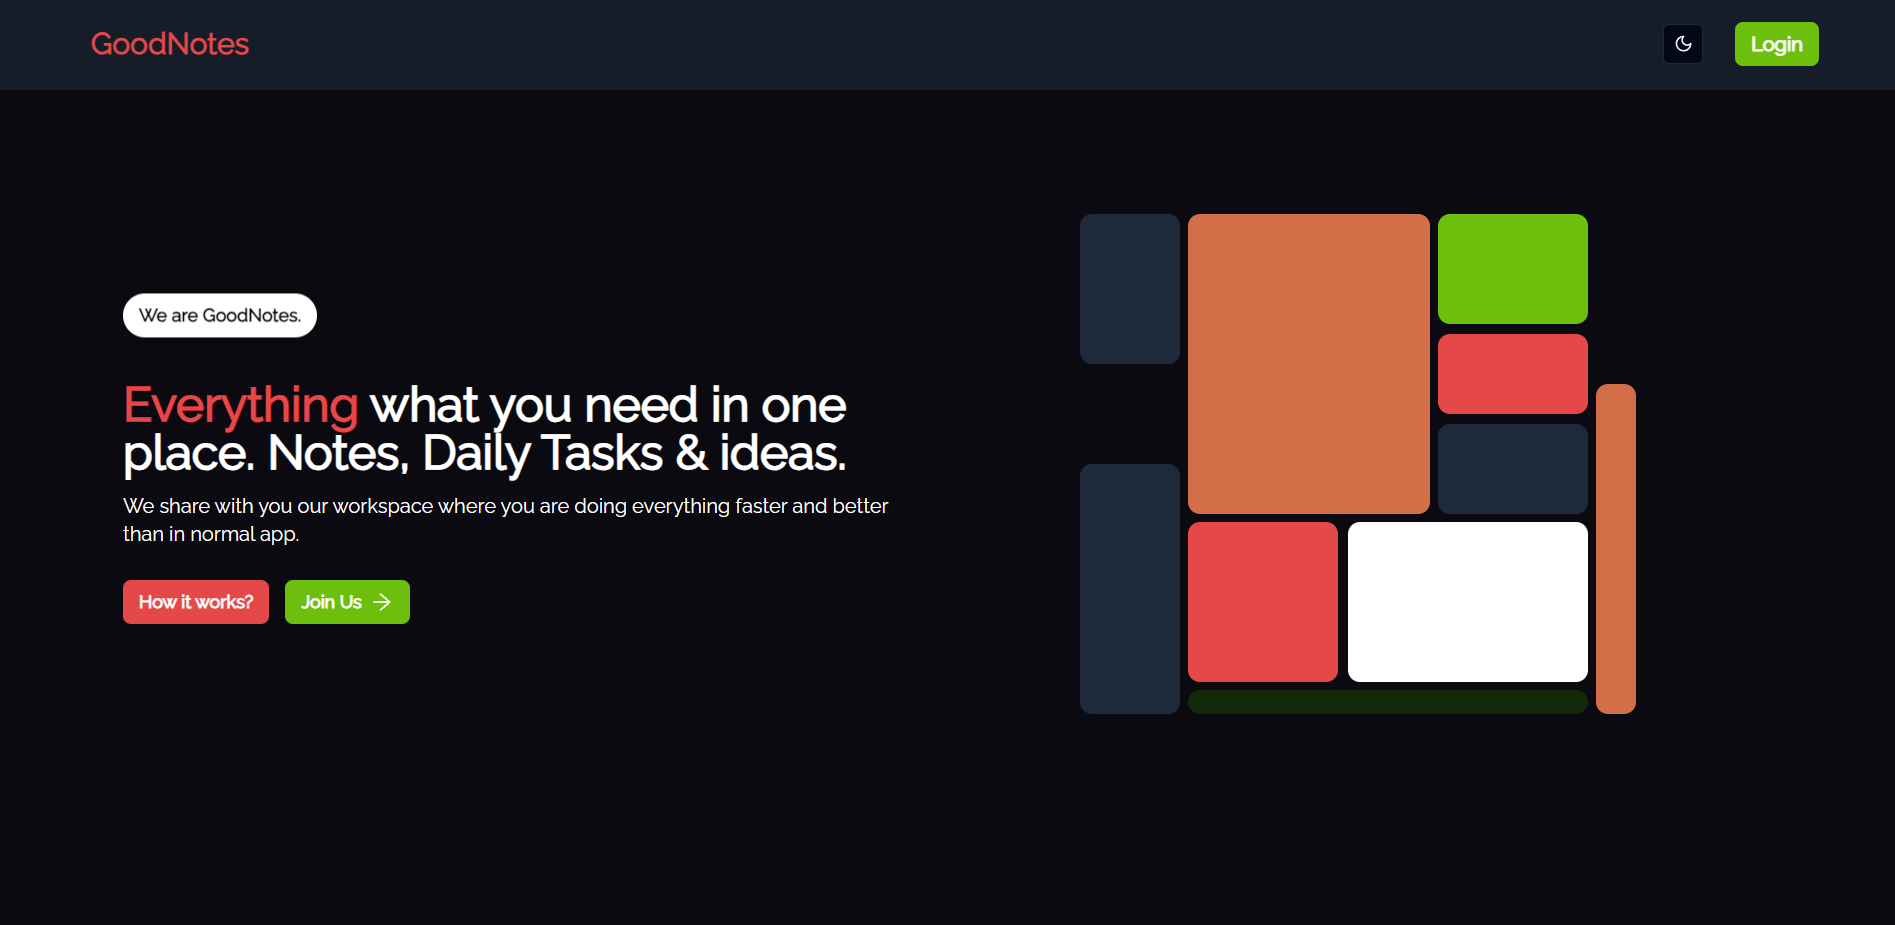 GoodNotes
Login
We are GoodNotes.
Everything what you need in one
place. Notes, Daily Tasks & ideas.
We share with you our workspace where you are doing everything faster and better
than in normal app.
How it works?
Join Us